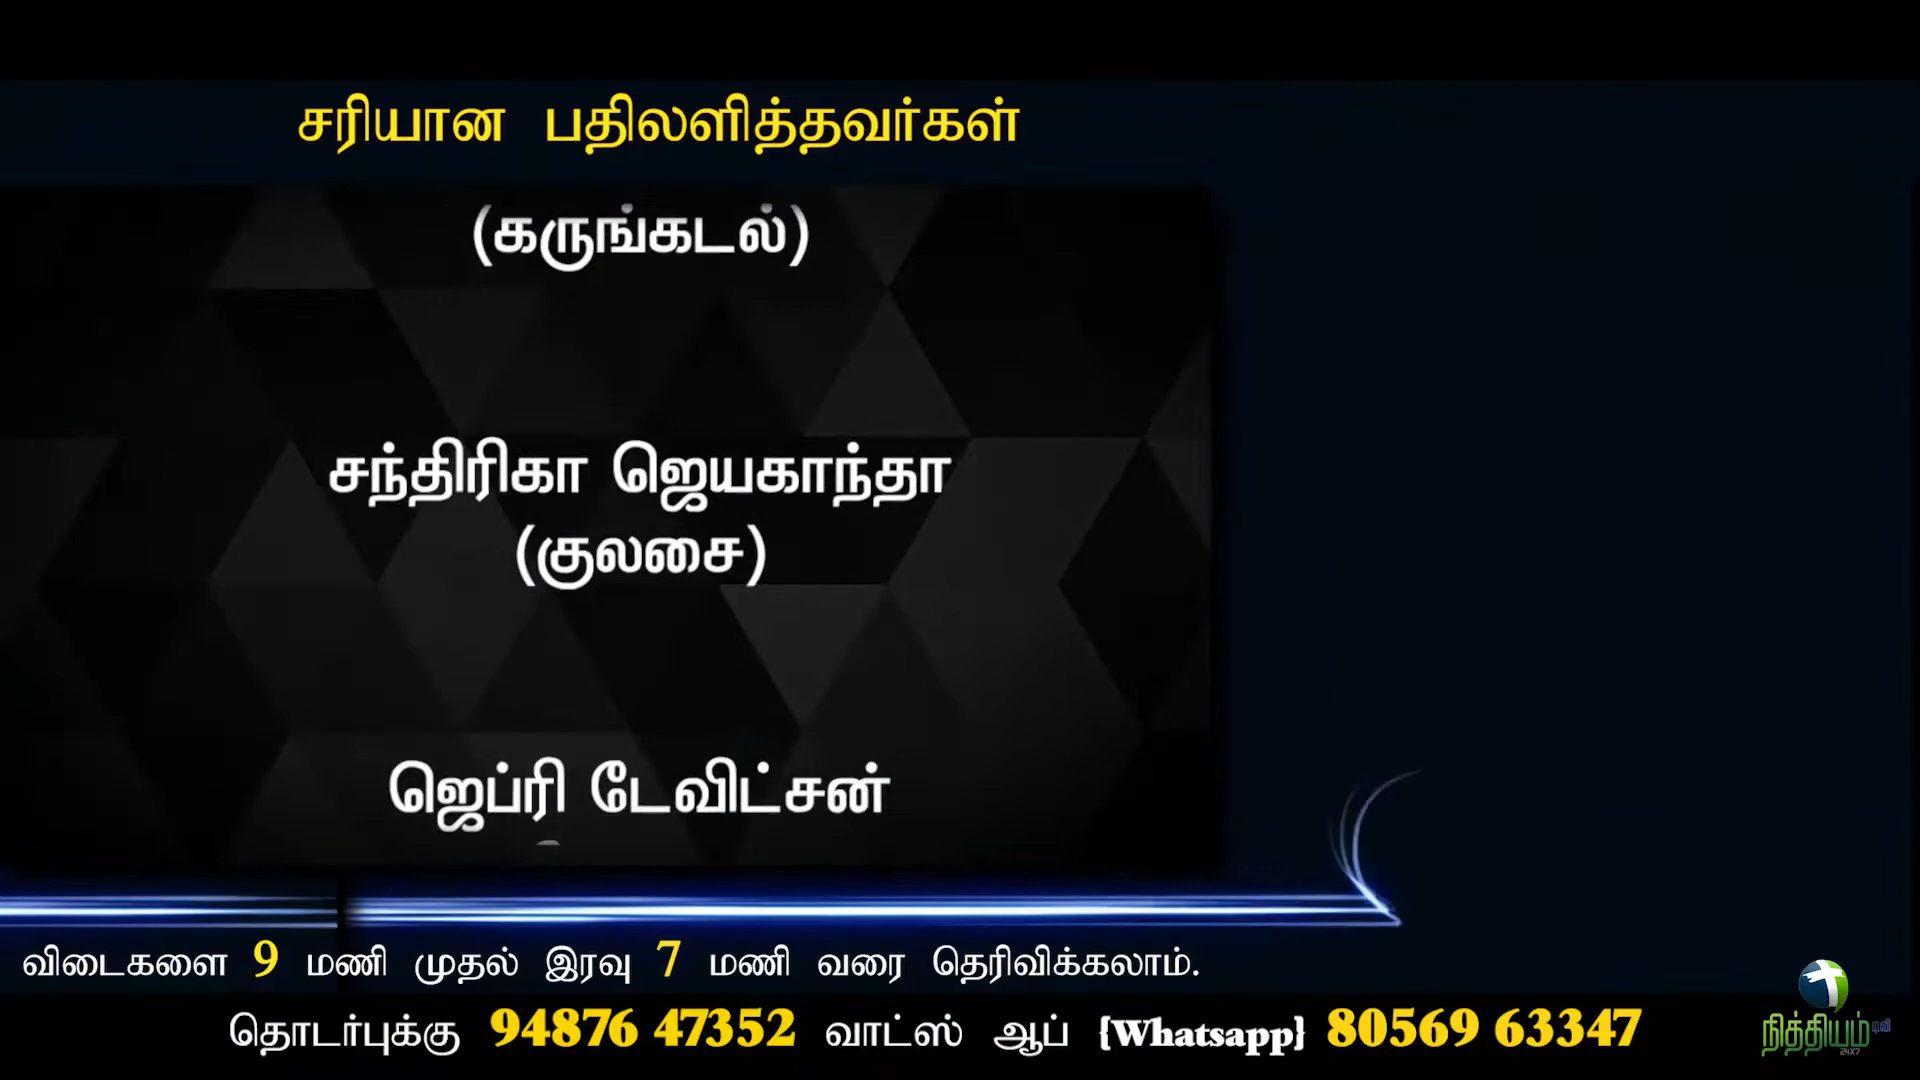 சரியான பதிலளித்தவர்கள்
(கருங்கடல்)
சந்திரிகா ஜெயகாந்தா
(குலசை)
ஜெப்ரி டேவிட்சன்
விடைகளை 9 மணி முதல் இரவு 7 மணி வரை தெரிவிக்கலாம்.
தொடர்புக்கு 94876 47352 வாட்ஸ் ஆப் {Whatsapp} 80569 63347
நித்தியம் டிவி
24X7